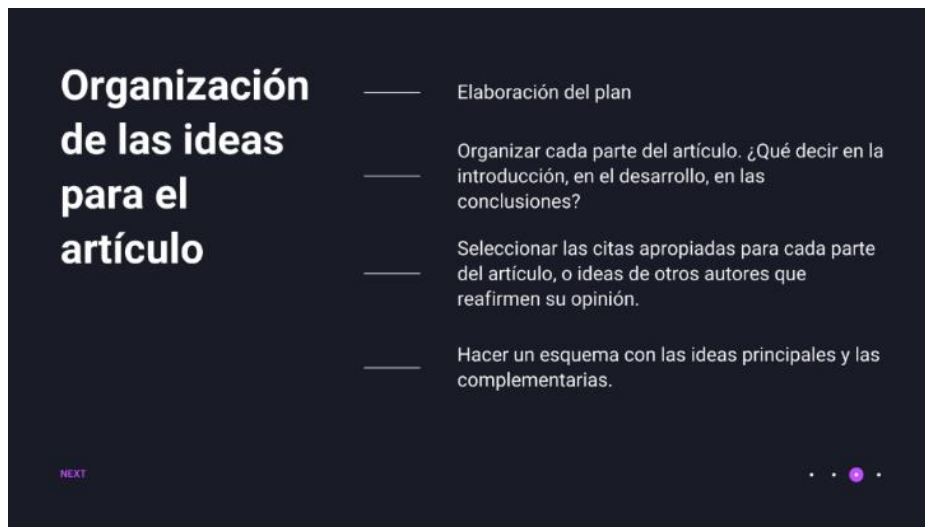 Organización
de las ideas
para el
artículo
Elaboración del plan
Organizar cada parte del artículo. ¿Qué decir en la
introducción, en el desarrollo, en las
conclusiones?
Seleccionar las citas apropiadas para cada parte
del artículo, o ideas de otros autores que
reafirmen su opinión.
Hacer un esquema con las ideas principales y las
complementarias.
NEXT